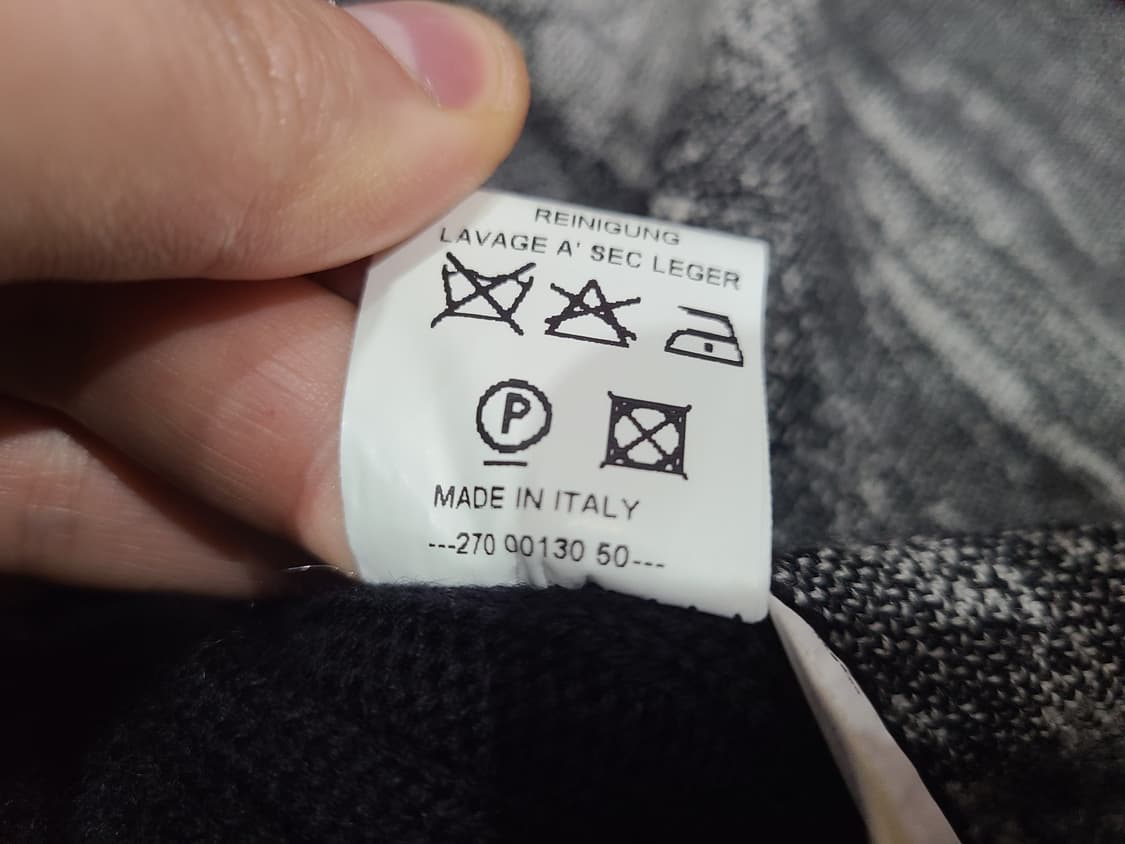 REINIGUNG
LAVAGE A' SEC LEGER
P
MADE IN ITALY
---270 00130 50---